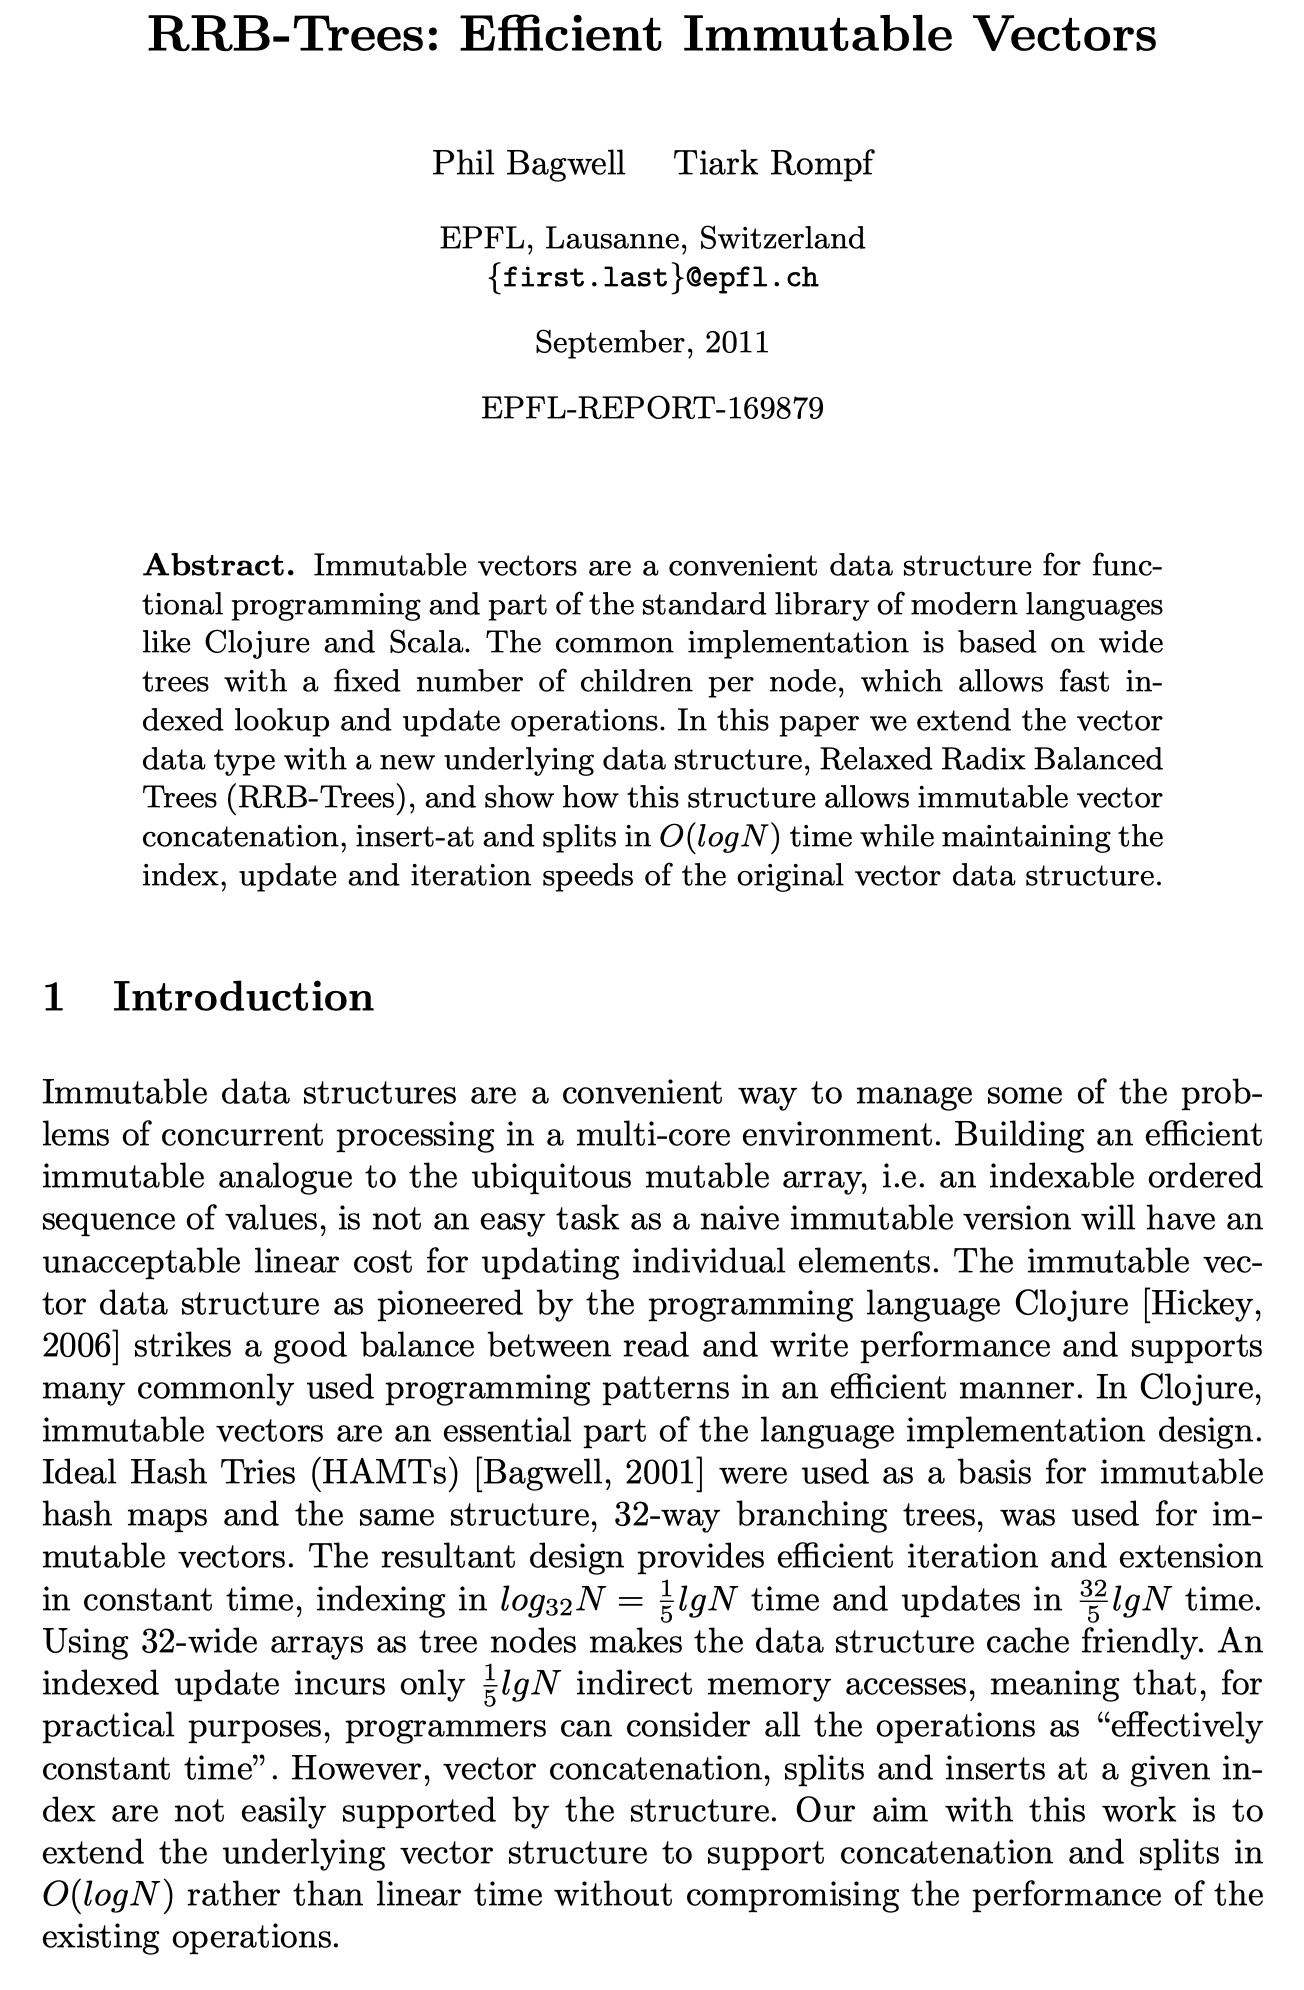 RRB-Trees: Efficient Immutable Vectors
Phil Bagwell Tiark Rompf
EPFL, Lausanne, Switzerland
{first.last}@epfl.ch
September, 2011
EPFL-REPORT-169879
Abstract. Immutable vectors are a convenient data structure for func-
tional programming and part of the standard library of modern languages
like Clojure and Scala. The common implementation is based on wide
trees with a fixed number of children per node, which allows fast in-
dexed lookup and update operations. In this paper we extend the vector
data type with a new underlying data structure, Relaxed Radix Balanced
Trees (RRB-Trees), and show how this structure allows immutable vector
concatenation, insert-at and splits in O(logN) time while maintaining the
index, update and iteration speeds of the original vector data structure.
1 Introduction
Immutable data structures are a convenient way to manage some of the prob-
lems of concurrent processing in a multi-core environment. Building an efficient
immutable analogue to the ubiquitous mutable array, i.e. an indexable ordered
sequence of values, is not an easy task as a naive immutable version will have an
unacceptable linear cost for updating individual elements. The immutable vec-
tor data structure as pioneered by the programming language Clojure [Hickey,
2006] strikes a good balance between read and write performance and supports
many commonly used programming patterns in an efficient manner. In Clojure,
immutable vectors are an essential part of the language implementation design.
Ideal Hash Tries (HAMTs) [Bagwell, 2001] were used as a basis for immutable
hash maps and the same structure, 32-way branching trees, was used for im-
mutable vectors. The resultant design provides efficient iteration and extension
in constant time, indexing in log₃₂N = 1/5 lgN time and updates in 32/5 lgN time.
Using 32-wide arrays as tree nodes makes the data structure cache friendly. An
indexed update incurs only 1/5 lgN indirect memory accesses, meaning that, for
practical purposes, programmers can consider all the operations as “effectively
constant time”. However, vector concatenation, splits and inserts at a given in-
dex are not easily supported by the structure. Our aim with this work is to
extend the underlying vector structure to support concatenation and splits in
O(logN) rather than linear time without compromising the performance of the
existing operations.